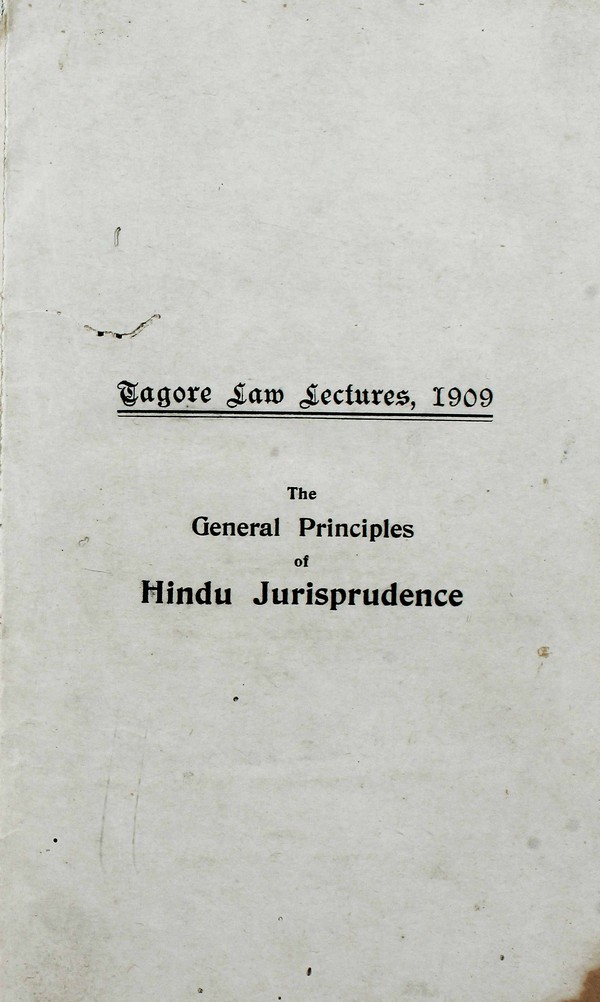 Tagore Law Lectures, 1909
The
General Principles
of
Hindu Jurisprudence